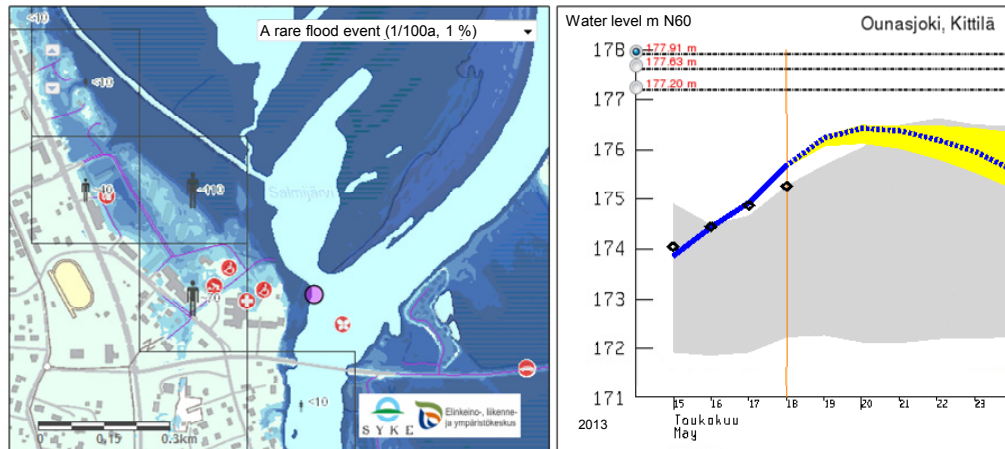 <10
A rare flood event (1/100a, 1 %)
<10
~40
~110
Salmijärvi
~70
<10
0 0.15 0.3km
SYKE
Elinkeino-, liikenne-
ja ympäristökeskus
Water level m N60
Ounasjoki, Kittilä
178
177.91 m
177.63 m
177.20 m
177
176
175
174
173
172
171
15 16 17 18 19 20 21 22 23
2013
Toukokuu
May